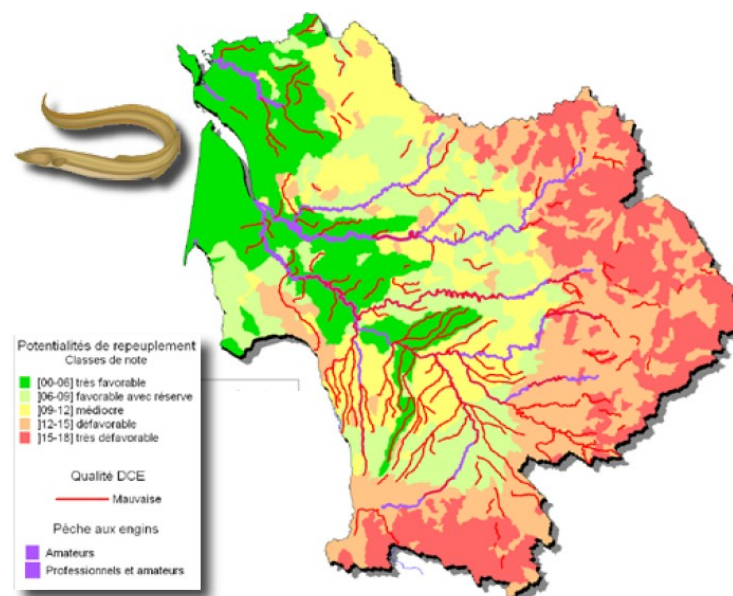 Potentialités de repeuplement
Classes de note
]00-06] très favorable
]06-09] favorable avec réserve
]09-12] médiocre
]12-15] défavorable
]15-18] très défavorable
Qualité DCE
Mauvaise
Pêche aux engins
Amateurs
Professionnels et amateurs